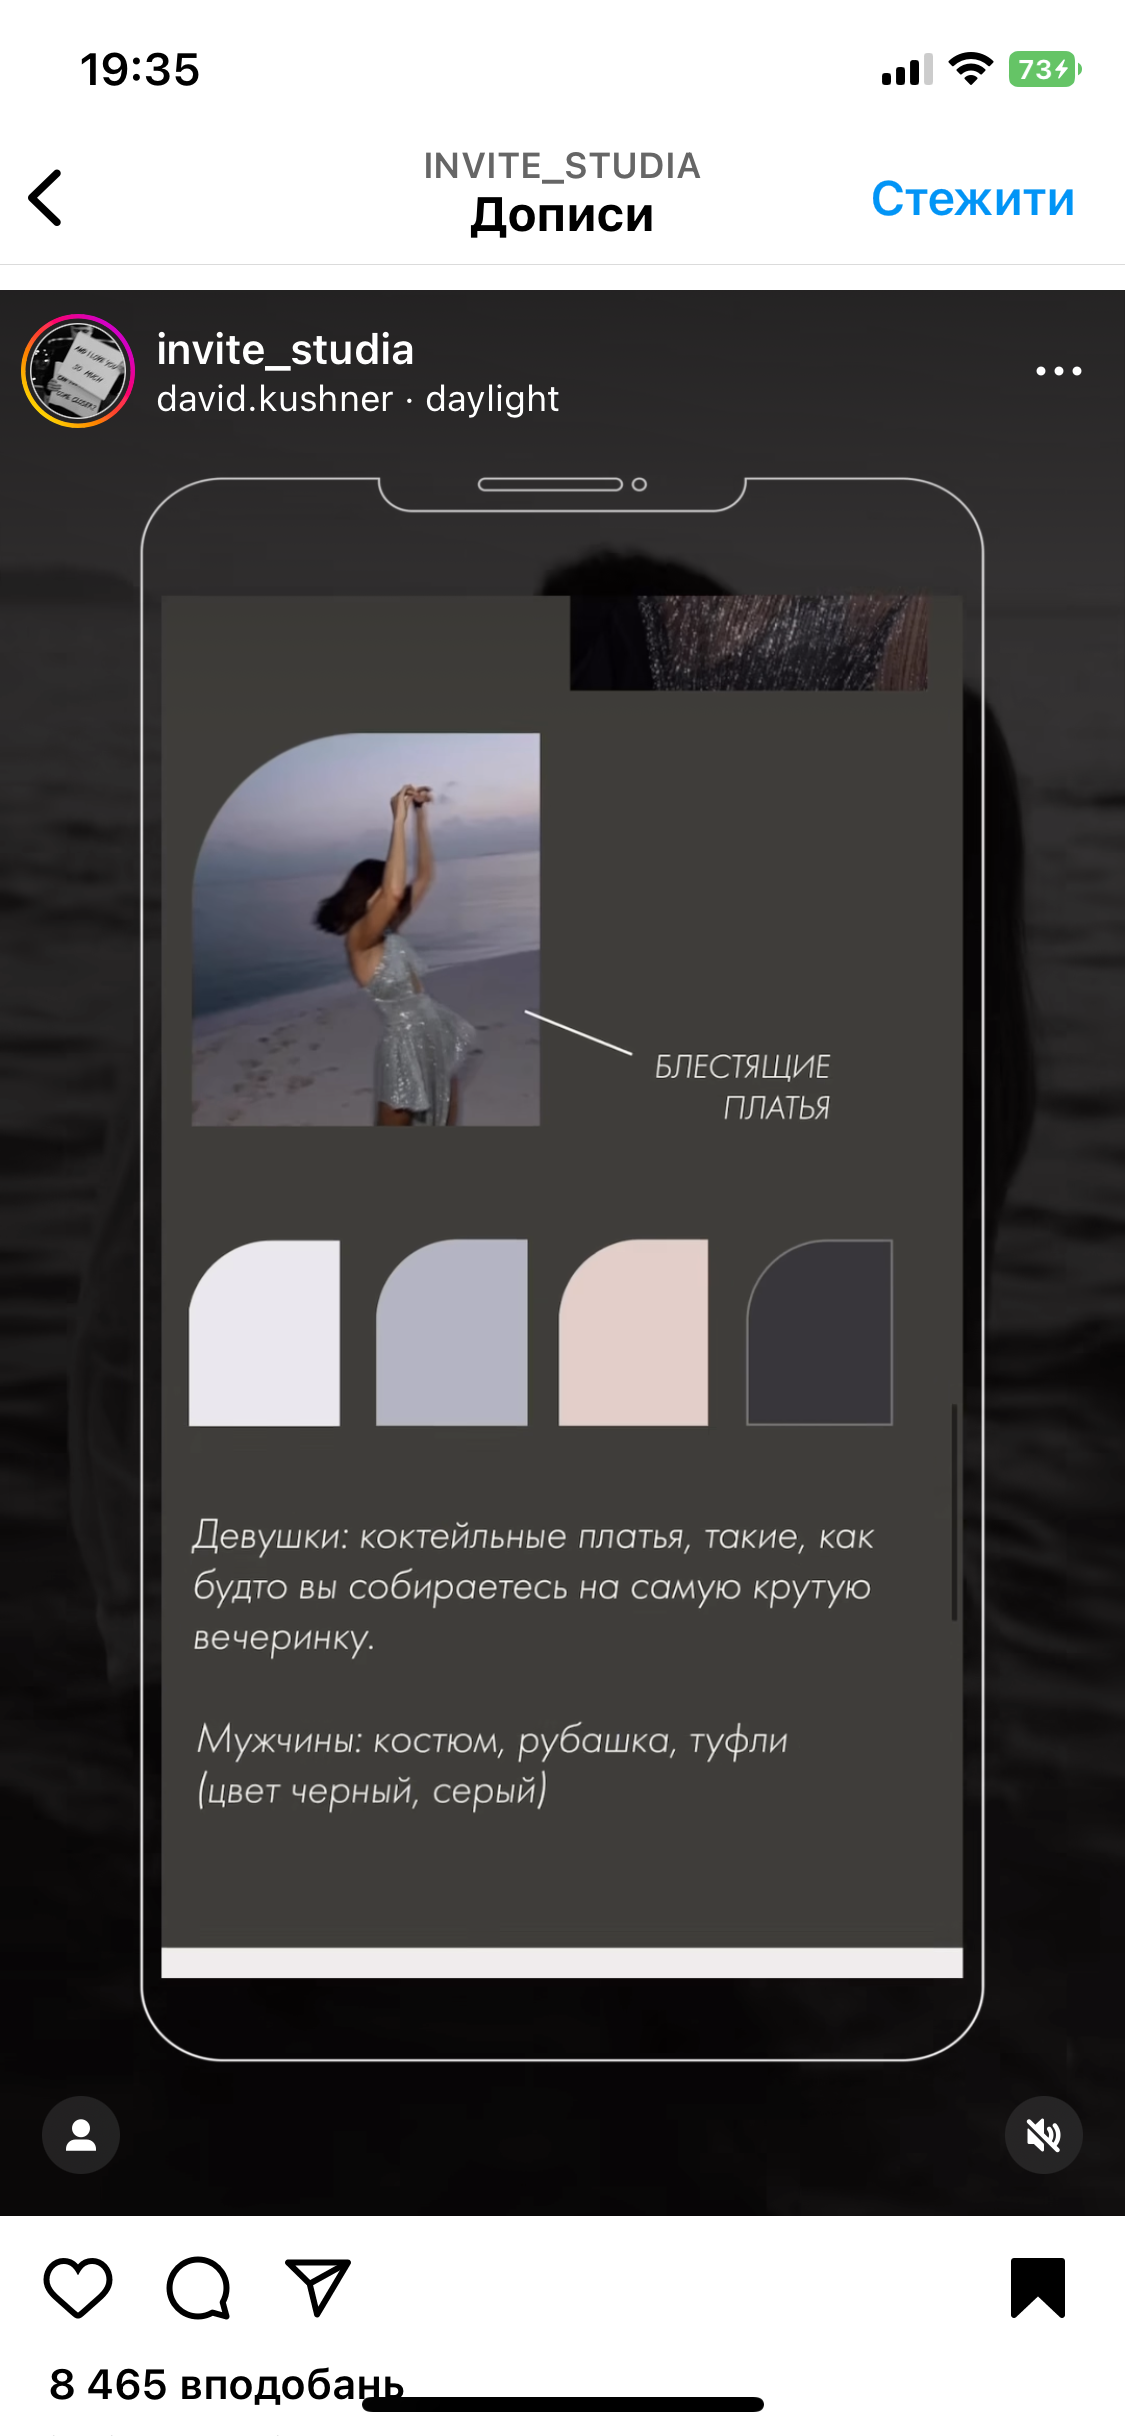 19:35
73
INVITE_STUDIA
Дописи
Стежити
invite_studia
david.kushner · daylight
БЛЕСТЯЩИЕ
ПЛАТЬЯ
Девушки: коктейльные платья, такие, как
будто вы собираетесь на самую крутую
вечеринку.
Мужчины: костюм, рубашка, туфли
(цвет черный, серый)
8 465 вподобань